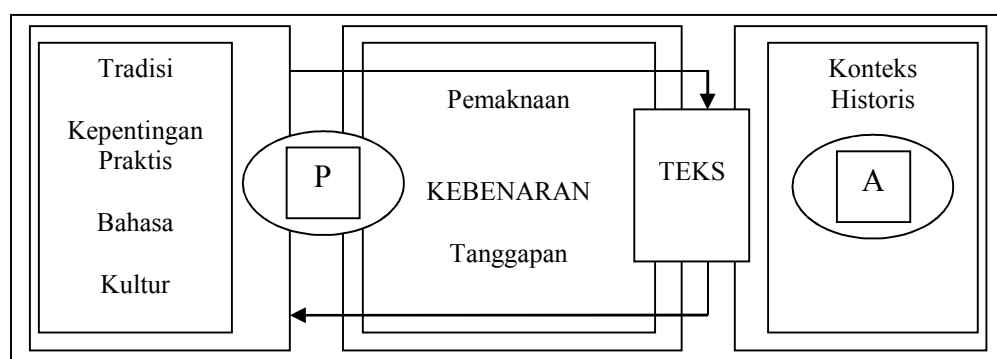 Tradisi
Kepentingan
Praktis
Bahasa
Kultur
P
Pemaknaan
KEBENARAN
Tanggapan
TEKS
Konteks
Historis
A